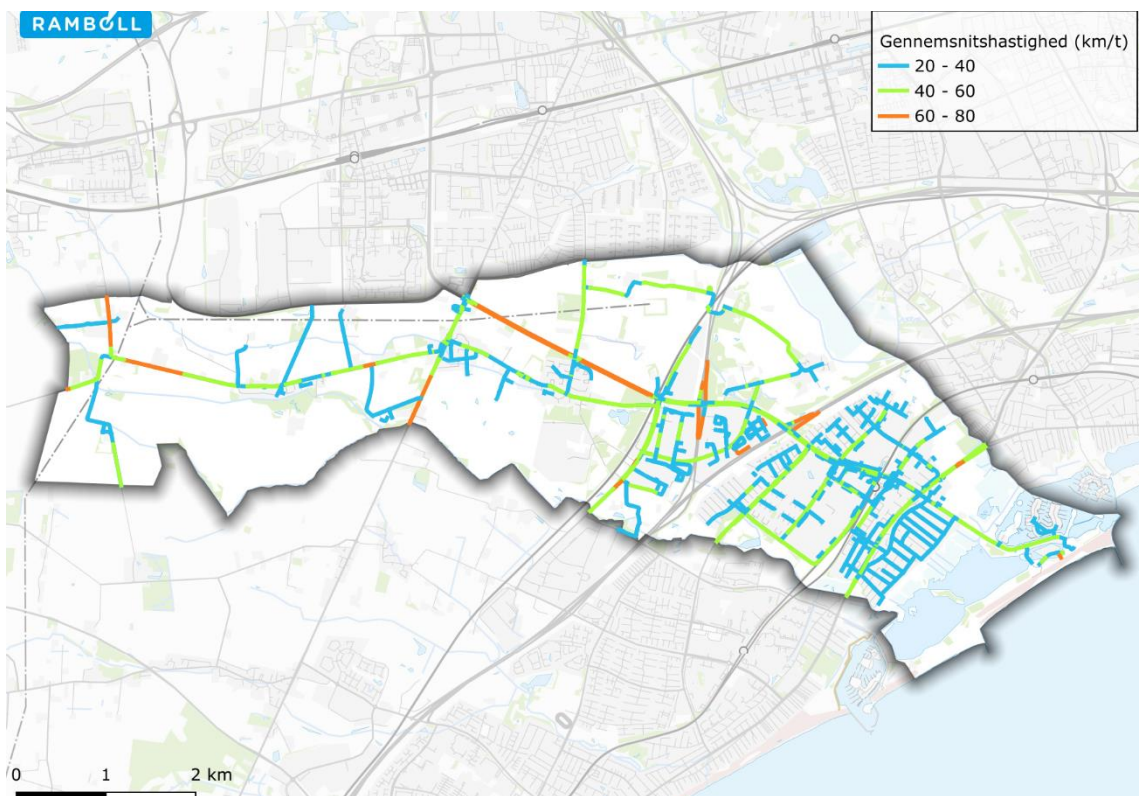 RAMBOLL
Gennemsnitshastighed (km/t)
20 - 40
40 - 60
60 - 80
0 1 2 km